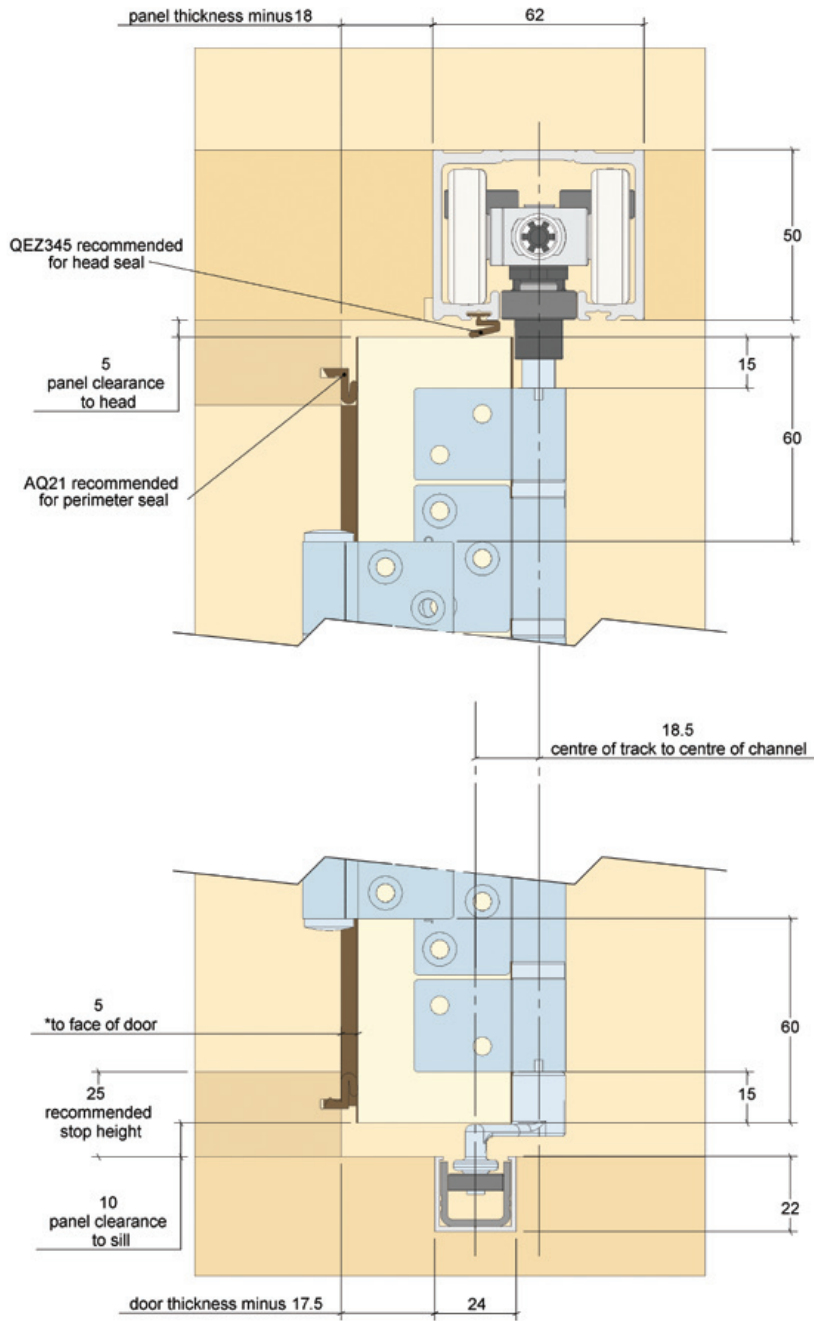 panel thickness minus18
62
50
QEZ345 recommended
for head seal
5
panel clearance
to head
15
60
AQ21 recommended
for perimeter seal
18.5
centre of track to centre of channel
5
*to face of door
60
25
recommended
stop height
15
10
panel clearance
to sill
22
door thickness minus 17.5
24